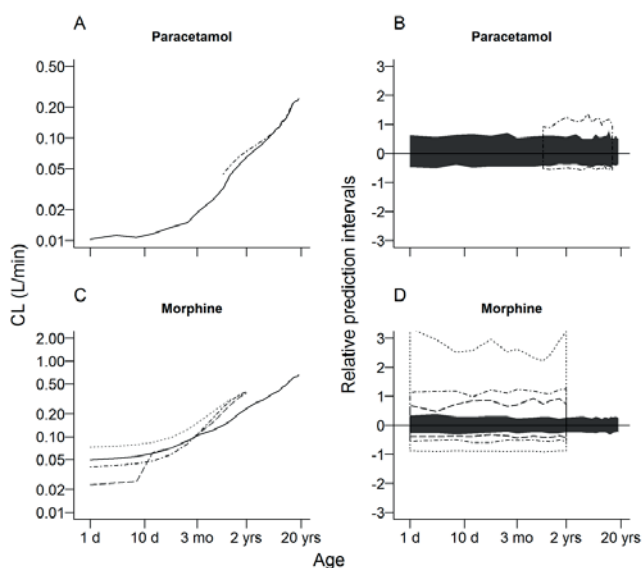 A
Paracetamol
0.50
0.20
0.10
0.05
0.02
0.01
B
Paracetamol
3
2
1
0
-1
-2
-3
CL (L/min)
Relative prediction intervals
C
Morphine
2.00
1.00
0.50
0.20
0.10
0.05
0.02
0.01
1 d 10 d 3 mo 2 yrs 20 yrs
D
Morphine
3
2
1
0
-1
-2
-3
1 d 10 d 3 mo 2 yrs 20 yrs
Age